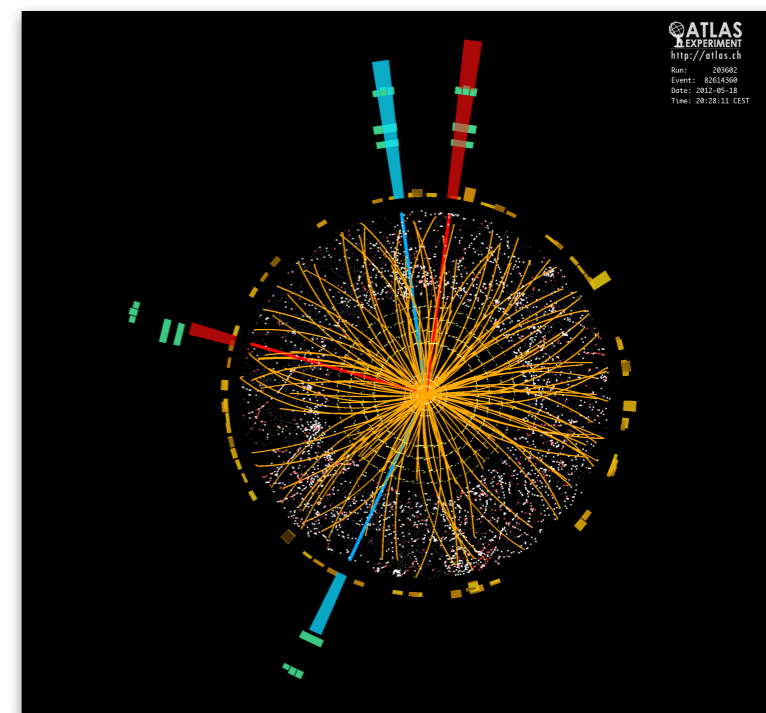 ATLAS
EXPERIMENT
http://atlas.ch
Run: 203602
Event: 82614360
Date: 2012-05-18
Time: 20:28:11 CEST